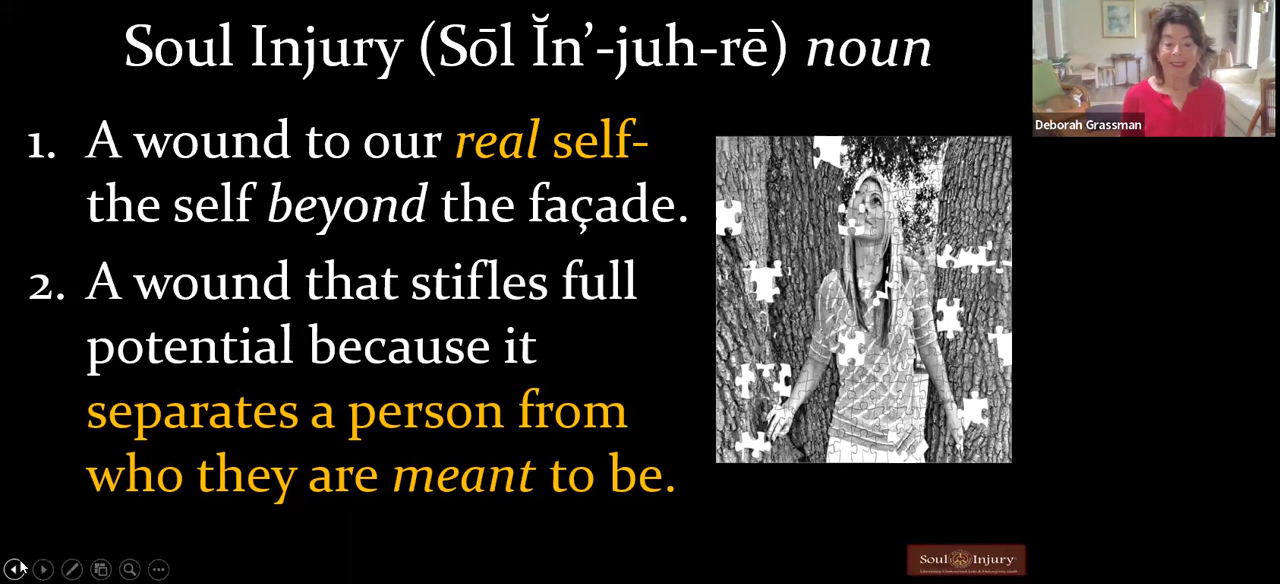 Soul Injury (Sōl Ĭn’-juh-rē) noun
1. A wound to our real self-
the self beyond the façade.
2. A wound that stifles full
potential because it
separates a person from
who they are meant to be.
Deborah Grassman
Soul Injury